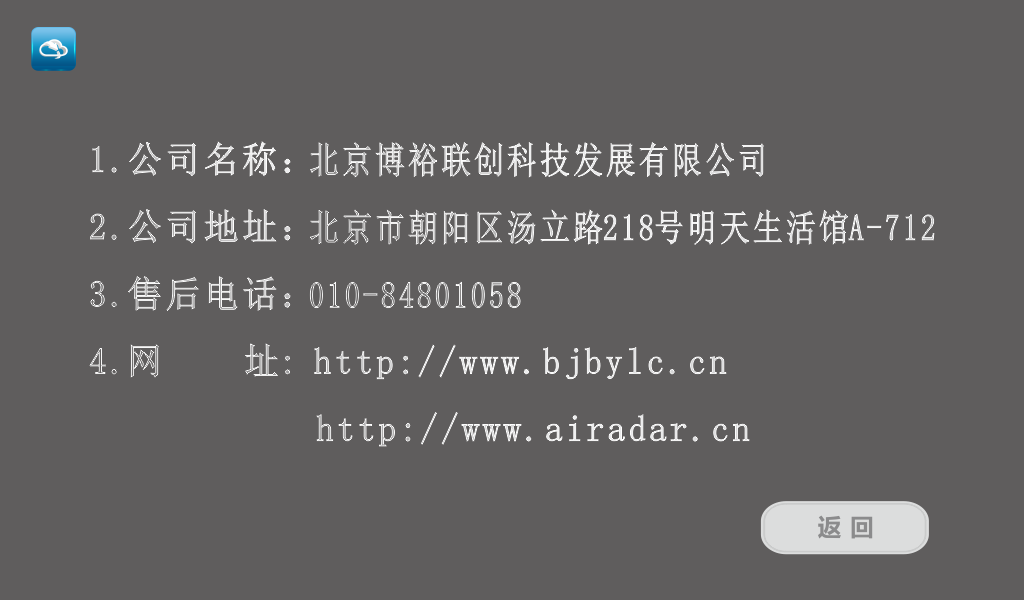 1.公司名称：北京博裕联创科技发展有限公司
2.公司地址：北京市朝阳区汤立路218号明天生活馆A-712
3.售后电话：010-84801058
4.网　　址：http://www.bjbylc.cn
http://www.airadar.cn
返回